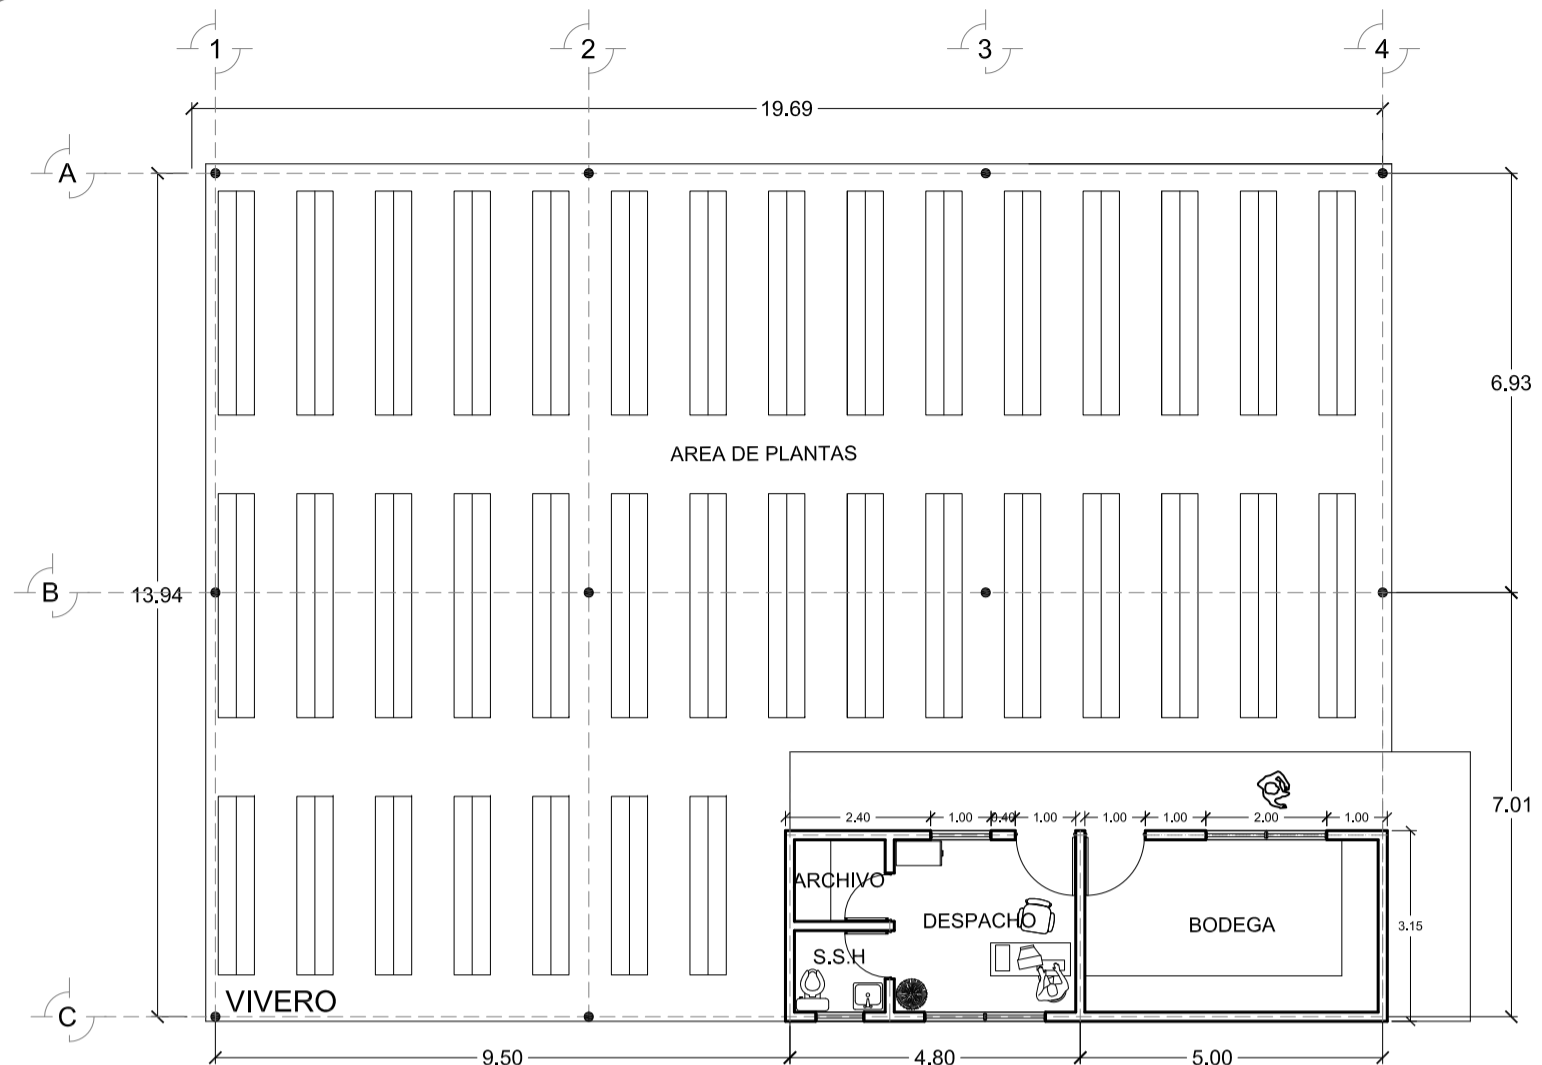 1 2 3 4
19.69
A
6.93
AREA DE PLANTAS
B
13.94
7.01
2.40 1.00 0.40 1.00 1.00 1.00 2.00 1.00
ARCHIVO
DESPACHO
BODEGA
3.15
S.S.H
VIVERO
C
9.50 4.80 5.00